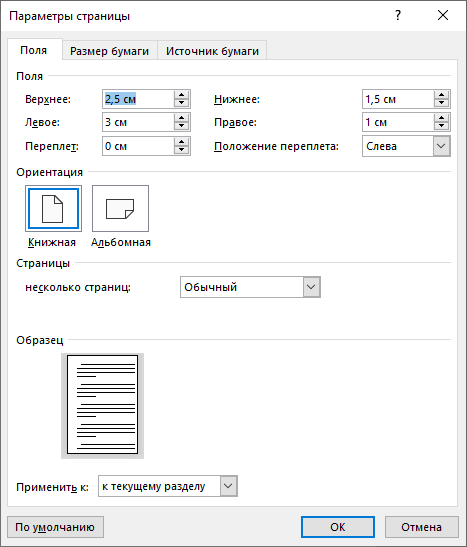 Параметры страницы
Поля Размер бумаги Источник бумаги
Поля
Верхнее: 2,5 см Нижнее: 1,5 см
Левое: 3 см Правое: 1 см
Переплет: 0 см Положение переплета: Слева
Ориентация
Книжная Альбомная
Страницы
несколько страниц: Обычный
Образец
Применить к: к текущему разделу
По умолчанию ОК Отмена